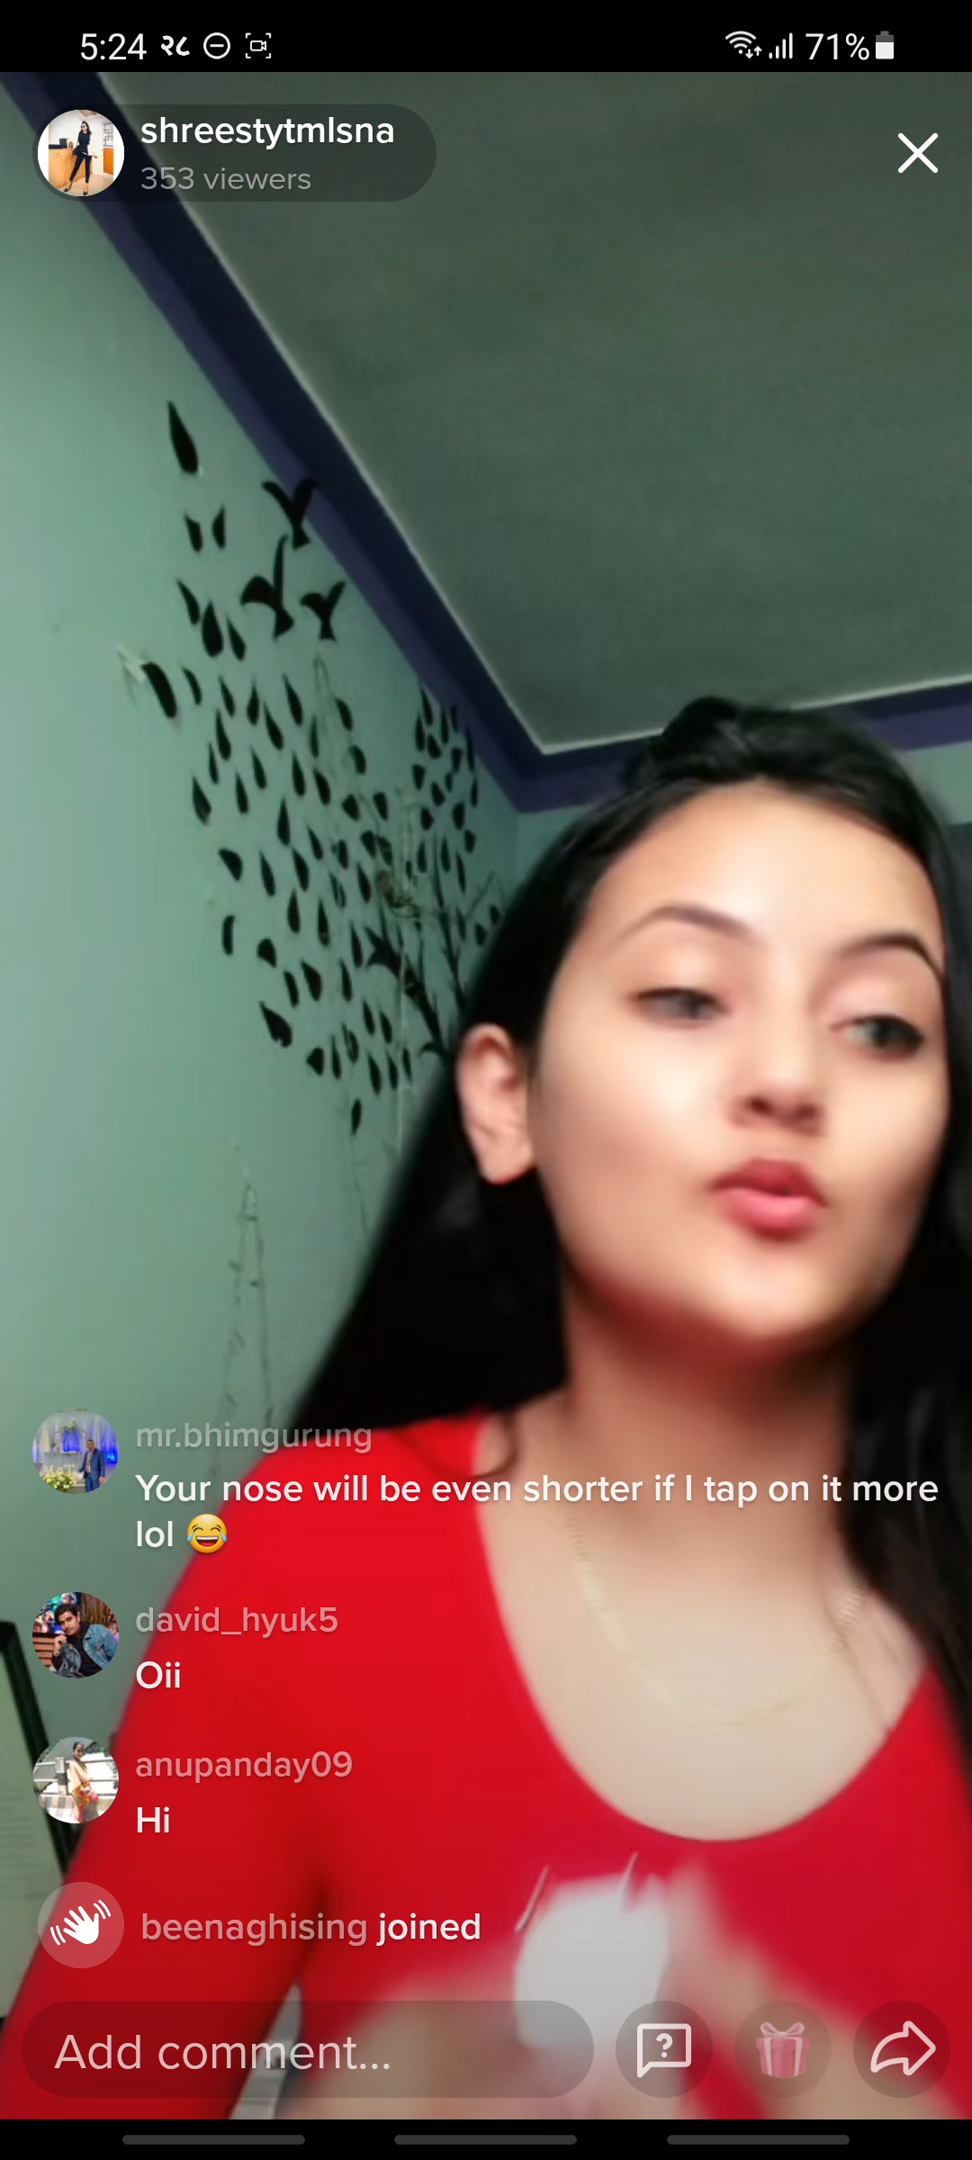 5:24 २८ 71%
shreestytmlsna
353 viewers
mr.bhimgurung
Your nose will be even shorter if I tap on it more
lol 😂
david_hyuk5
Oii
anupanday09
Hi
beenaghising joined
Add comment...